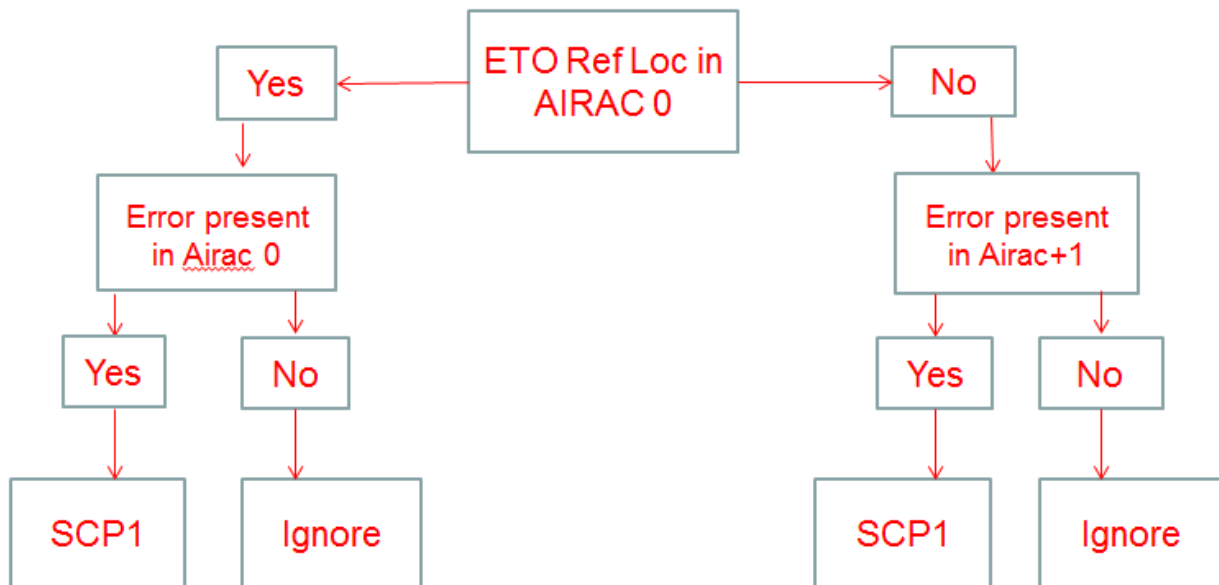 ETO Ref Loc in
AIRAC 0
Yes
No
Error present
in Airac 0
Error present
in Airac+1
Yes
No
Yes
No
SCP1
Ignore
SCP1
Ignore